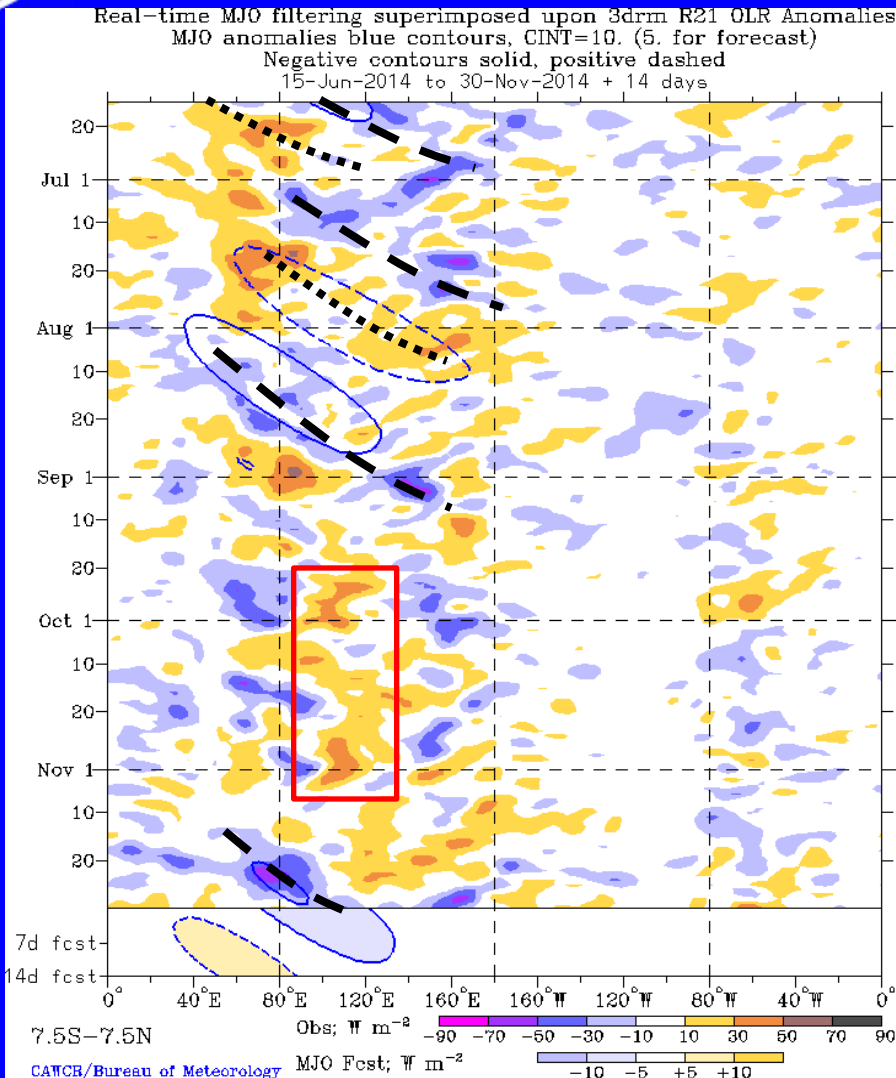 Real-time MJO filtering superimposed upon 3drm R21 OLR Anomalies
MJO anomalies blue contours, CINT=10. (5. for forecast)
Negative contours solid, positive dashed
15-Jun-2014 to 30-Nov-2014 + 14 days
20
Jul 1
10
20
Aug 1
10
20
Sep 1
10
20
Oct 1
10
20
Nov 1
10
20
7d fcst
14d fcst
0° 40°E 80°E 120°E 160°E 160°W 120°W 80°W 40°W 0°
7.5S-7.5N
Obs; W m⁻² -90 -70 -50 -30 -10 10 30 50 70 90
CAWCR/Bureau of Meteorology
MJO Fcst; W m⁻² -10 -5 +5 +10